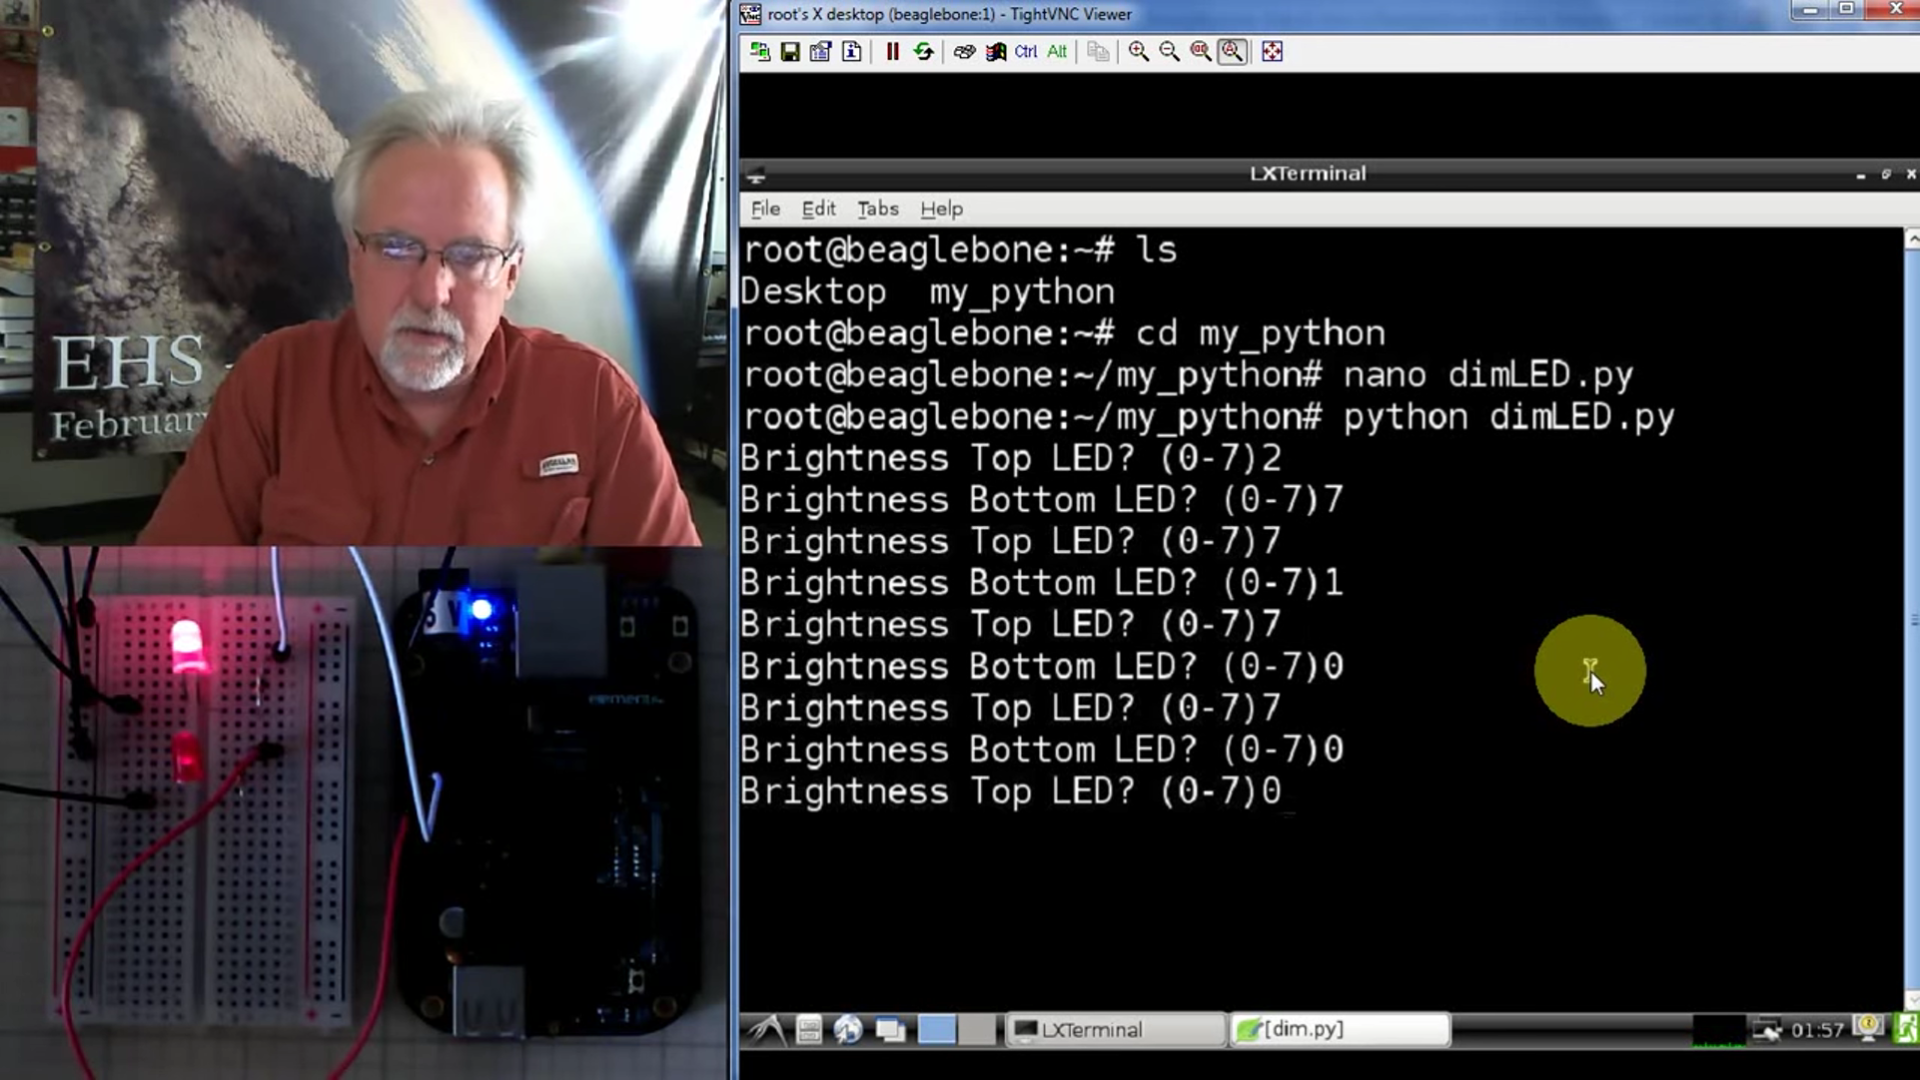 root's X desktop (beaglebone:1) - TightVNC Viewer
Ctrl Alt
LXTerminal
File Edit Tabs Help
root@beaglebone:~# ls
Desktop my_python
root@beaglebone:~# cd my_python
root@beaglebone:~/my_python# nano dimLED.py
root@beaglebone:~/my_python# python dimLED.py
Brightness Top LED? (0-7)2
Brightness Bottom LED? (0-7)7
Brightness Top LED? (0-7)7
Brightness Bottom LED? (0-7)1
Brightness Top LED? (0-7)7
Brightness Bottom LED? (0-7)0
Brightness Top LED? (0-7)7
Brightness Bottom LED? (0-7)0
Brightness Top LED? (0-7)0_
LXTerminal
[dim.py]
01:57
EHS
February
5 V